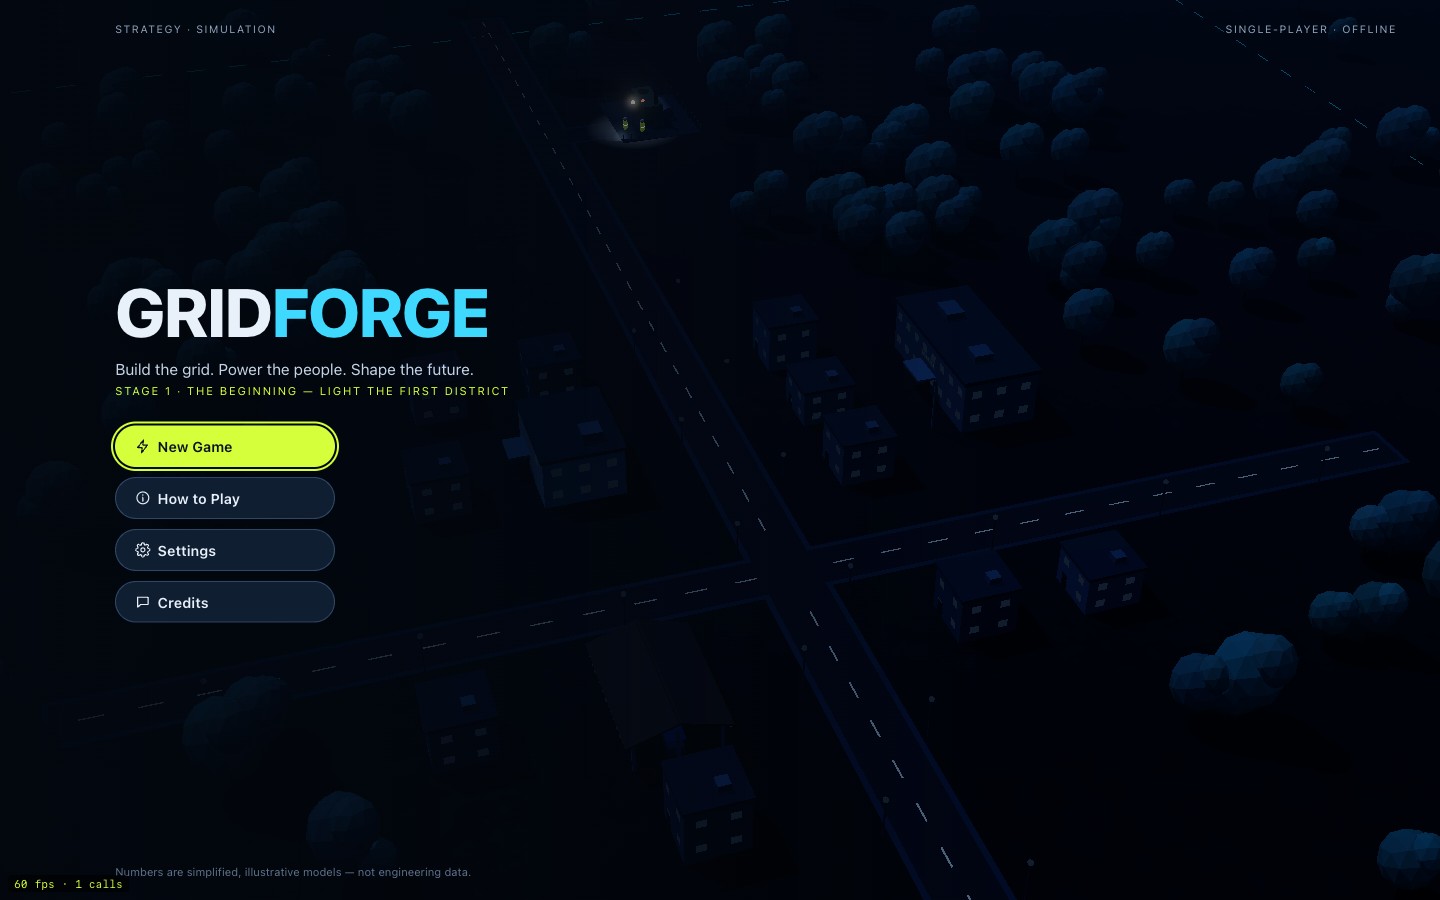 STRATEGY · SIMULATION
SINGLE-PLAYER · OFFLINE
GRIDFORGE
Build the grid. Power the people. Shape the future.
STAGE 1 · THE BEGINNING — LIGHT THE FIRST DISTRICT
New Game
How to Play
Settings
Credits
Numbers are simplified, illustrative models — not engineering data.
60 fps · 1 calls